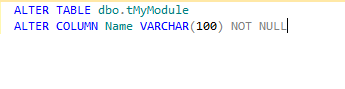 ALTER TABLE dbo.tMyModule
ALTER COLUMN Name VARCHAR(100) NOT NULL